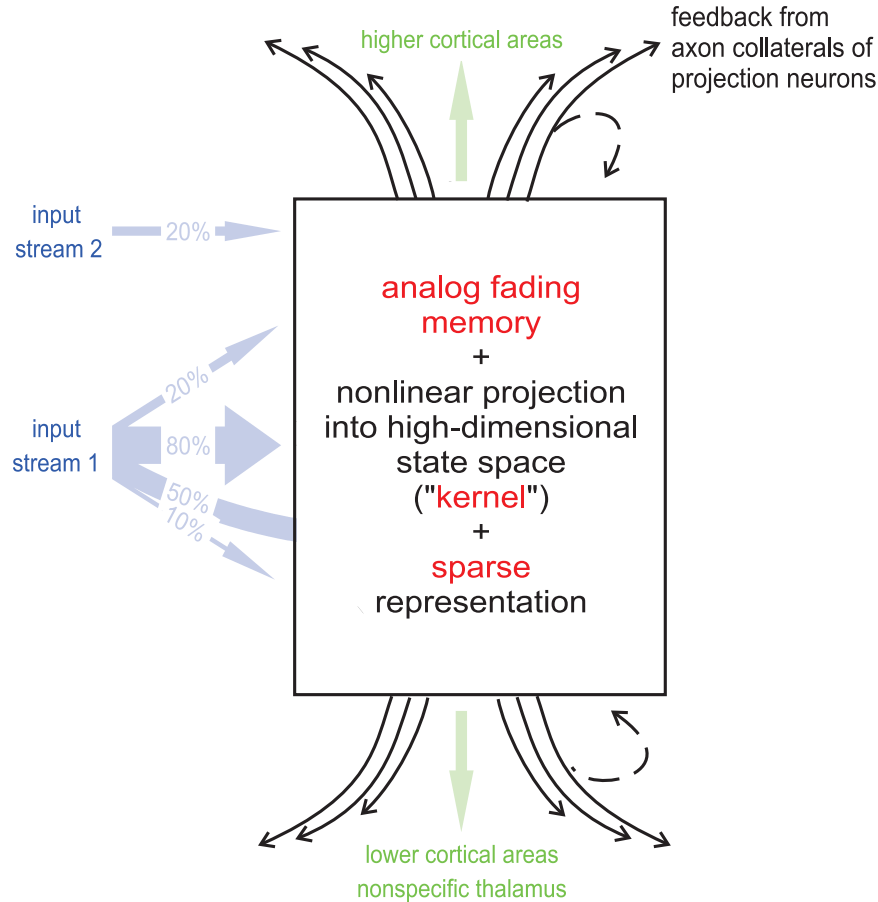 higher cortical areas
feedback from
axon collaterals of
projection neurons
input
stream 2
20%
analog fading
memory
+
nonlinear projection
into high-dimensional
state space
("kernel")
+
sparse
representation
20%
input
stream 1
80%
50%
10%
lower cortical areas
nonspecific thalamus